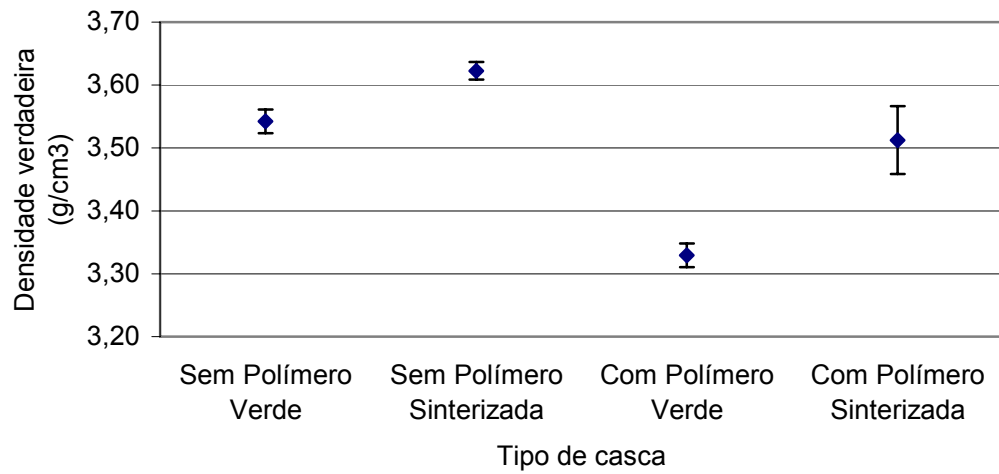 Densidade verdadeira
(g/cm3)
3,70
3,60
3,50
3,40
3,30
3,20
Sem Polímero
Verde
Sem Polímero
Sinterizada
Com Polímero
Verde
Com Polímero
Sinterizada
Tipo de casca